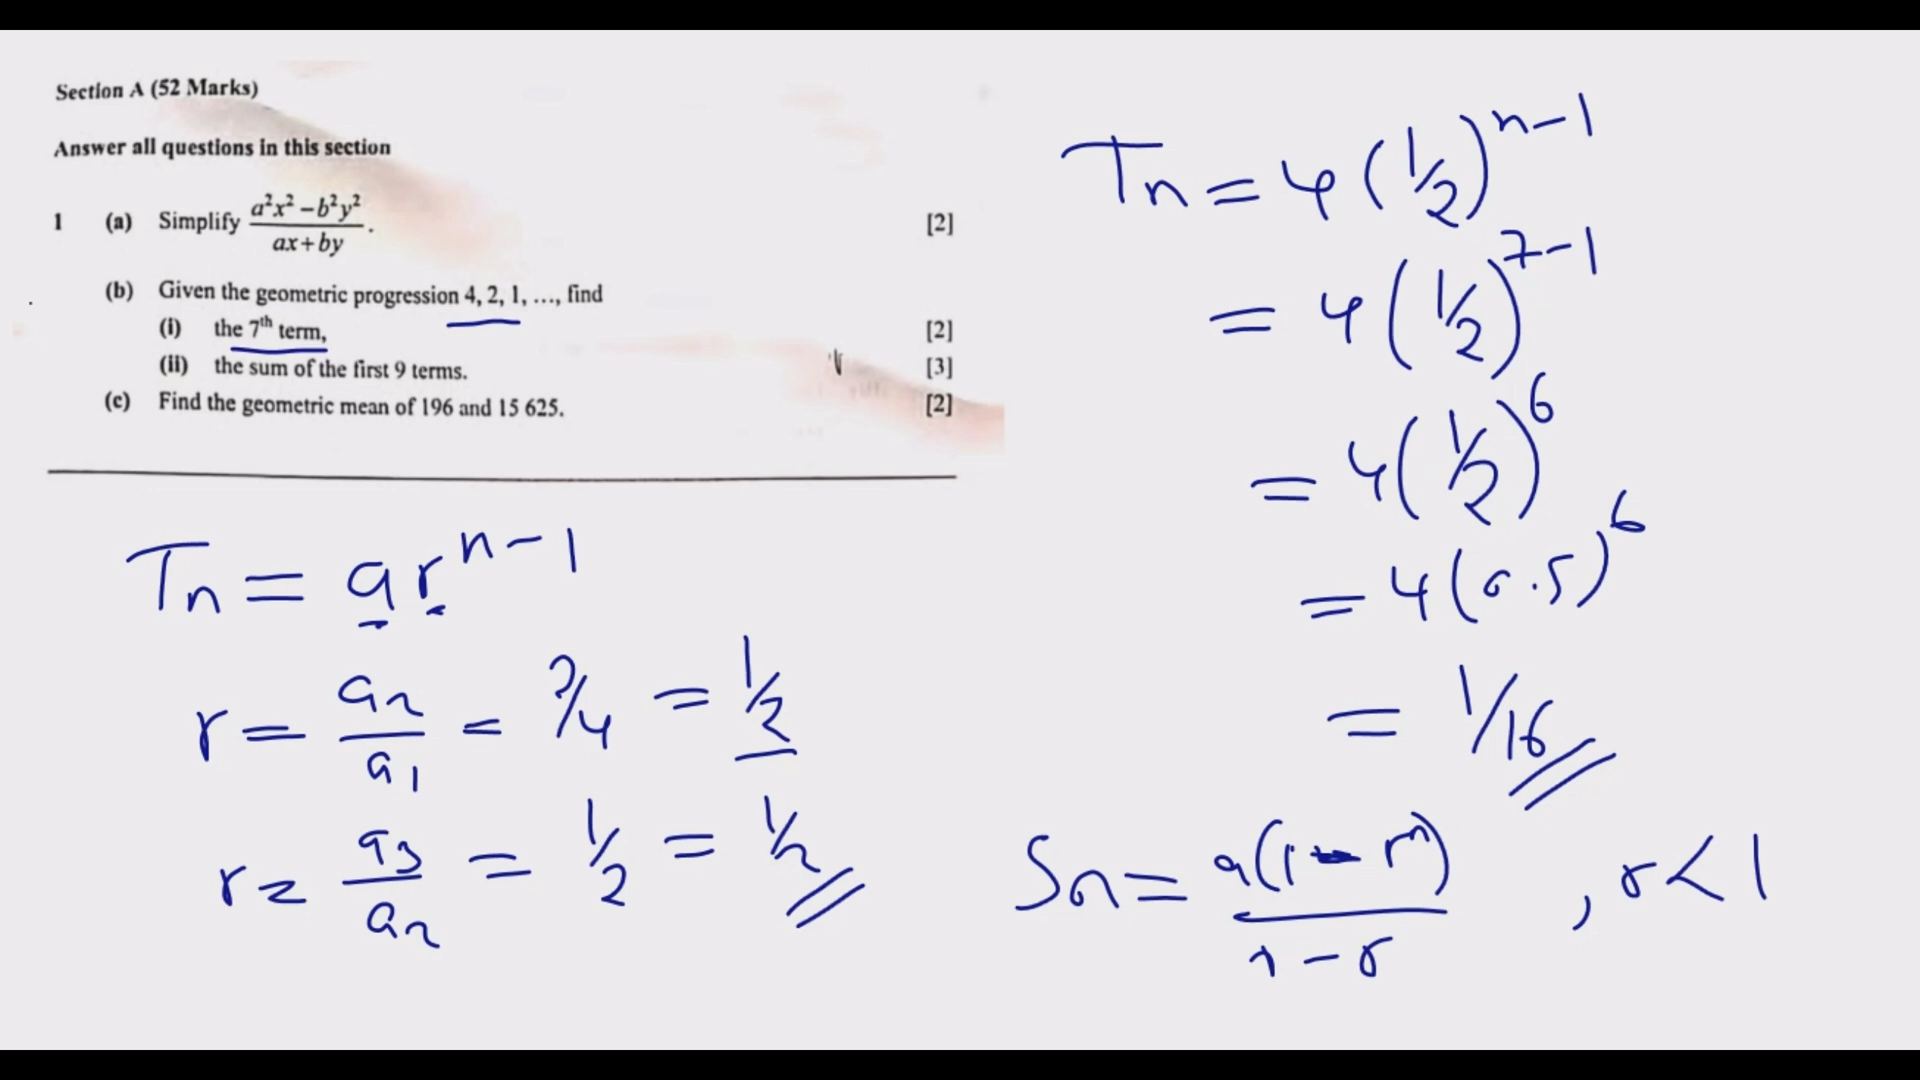 Section A (52 Marks)
Answer all questions in this section
1 (a) Simplify (a²x² – b²y²)/(ax + by). [2]
(b) Given the geometric progression 4, 2, 1, ..., find
(i) the 7th term, [2]
(ii) the sum of the first 9 terms. [3]
(c) Find the geometric mean of 196 and 15 625. [2]
Tn = ar^(n-1)
r = a2/a1 = 2/4 = 1/2
r = a3/a2 = 1/2 = 1/2
Tn = 4(1/2)^(n-1)
= 4(1/2)^(7-1)
= 4(1/2)^6
= 4(0.5)^6
= 1/16
Sn = a(1 - r^n)/(1 - r), r < 1